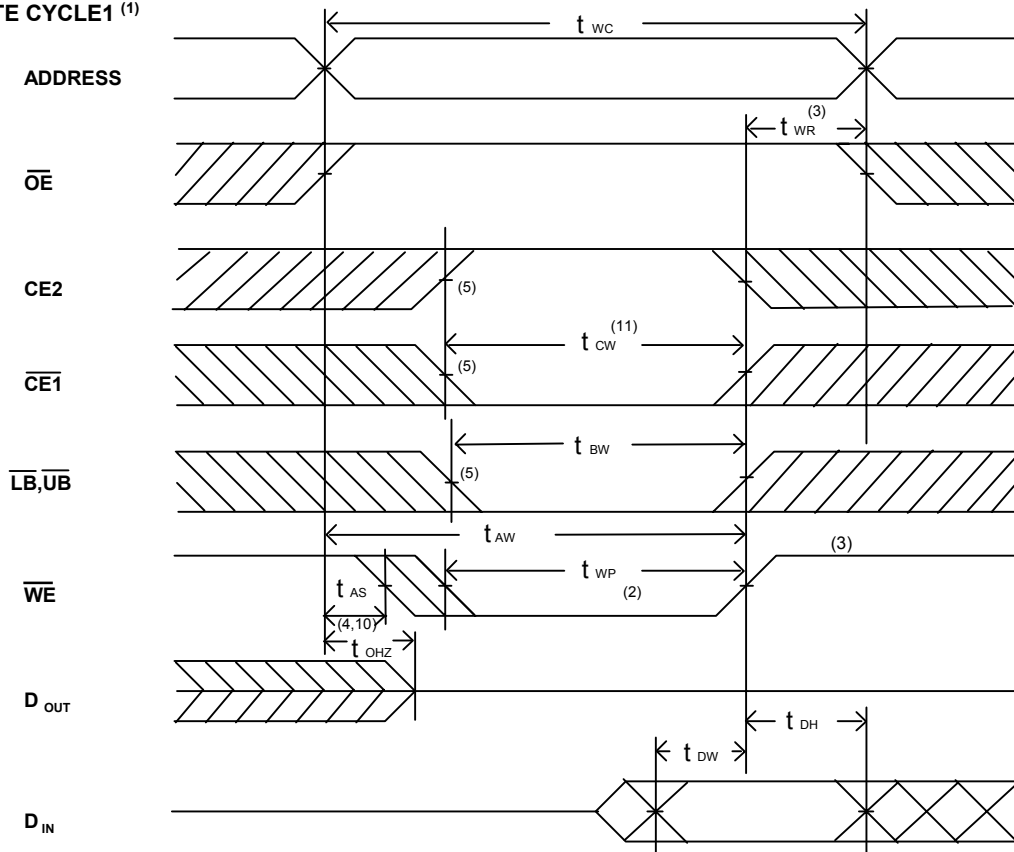 TE CYCLE1 (1)
t WC
ADDRESS
t WR (3)
OE
CE2
(5)
t CW (11)
CE1
(5)
t BW
LB,UB
(5)
t AW
(3)
WE
t AS
t WP
(2)
(4,10)
t OHZ
D OUT
t DH
t DW
D IN